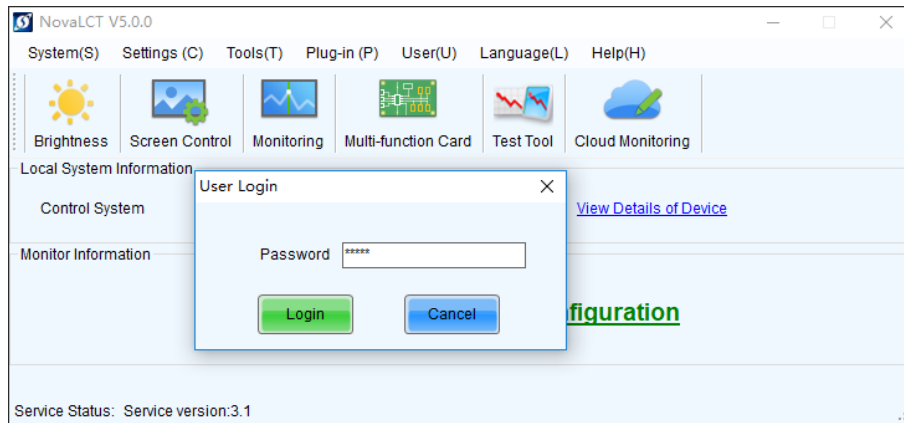 NovaLCT V5.0.0
System(S) Settings (C) Tools(T) Plug-in (P) User(U) Language(L) Help(H)
Brightness Screen Control Monitoring Multi-function Card Test Tool Cloud Monitoring
Local System Information
User Login
Control System View Details of Device
Monitor Information
Password *****
Login Cancel
figuration
Service Status: Service version:3.1